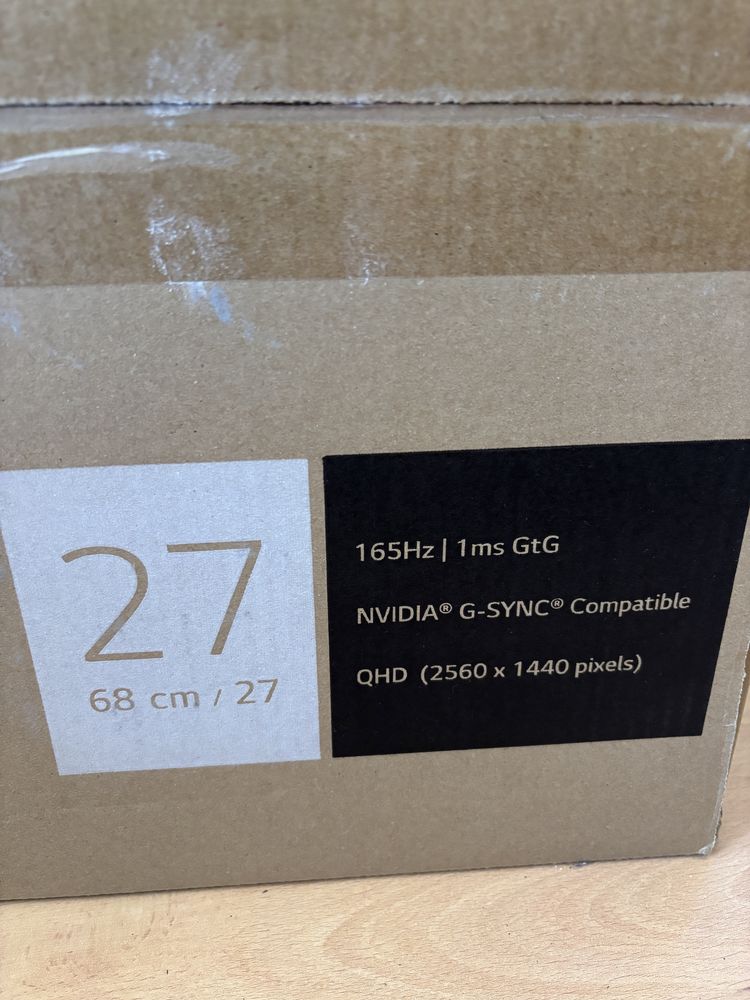 27
68 cm / 27
165Hz | 1ms GtG
NVIDIA® G-SYNC® Compatible
QHD (2560 x 1440 pixels)